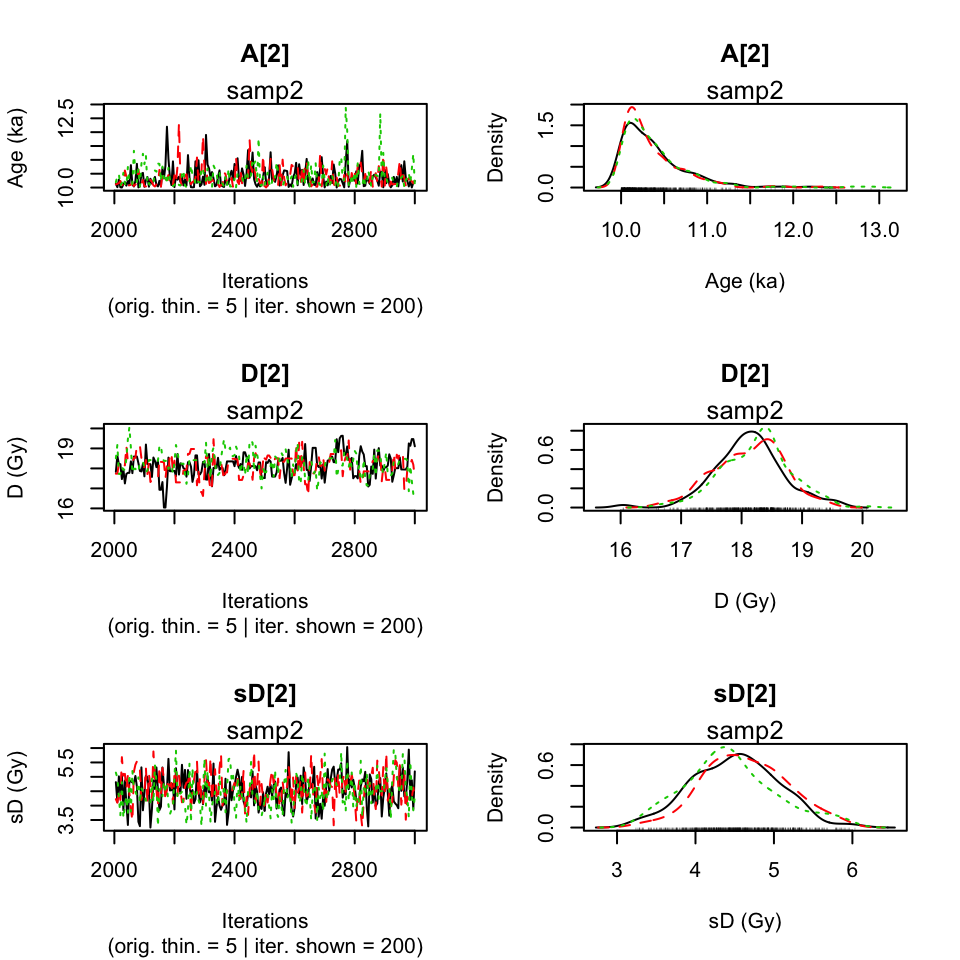 A[2]
samp2
Age (ka)
12.5
10.0
2000 2400 2800
Iterations
(orig. thin. = 5 | iter. shown = 200)
A[2]
samp2
Density
1.5
0.0
10.0 11.0 12.0 13.0
Age (ka)
D[2]
samp2
D (Gy)
19
16
2000 2400 2800
Iterations
(orig. thin. = 5 | iter. shown = 200)
D[2]
samp2
Density
0.6
0.0
16 17 18 19 20
D (Gy)
sD[2]
samp2
sD (Gy)
5.5
3.5
2000 2400 2800
Iterations
(orig. thin. = 5 | iter. shown = 200)
sD[2]
samp2
Density
0.6
0.0
3 4 5 6
sD (Gy)